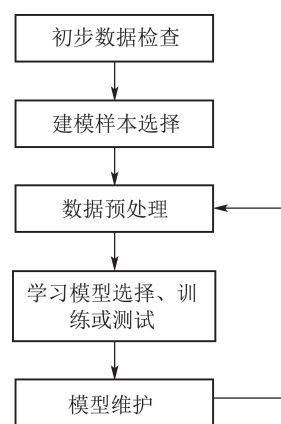 初步数据检查
建模样本选择
数据预处理
学习模型选择、训
练或测试
模型维护